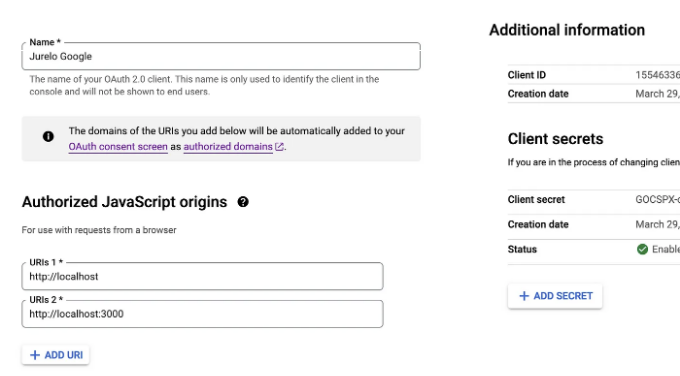 Name *
Jurelo Google
The name of your OAuth 2.0 client. This name is only used to identify the client in the
console and will not be shown to end users.
The domains of the URIs you add below will be automatically added to your
OAuth consent screen as authorized domains.
Authorized JavaScript origins
For use with requests from a browser
URIs 1 *
http://localhost
URIs 2 *
http://localhost:3000
+ ADD URI
Additional information
Client ID 15546336
Creation date March 29,
Client secrets
If you are in the process of changing clien
Client secret GOCSPX-
Creation date March 29,
Status Enable
+ ADD SECRET